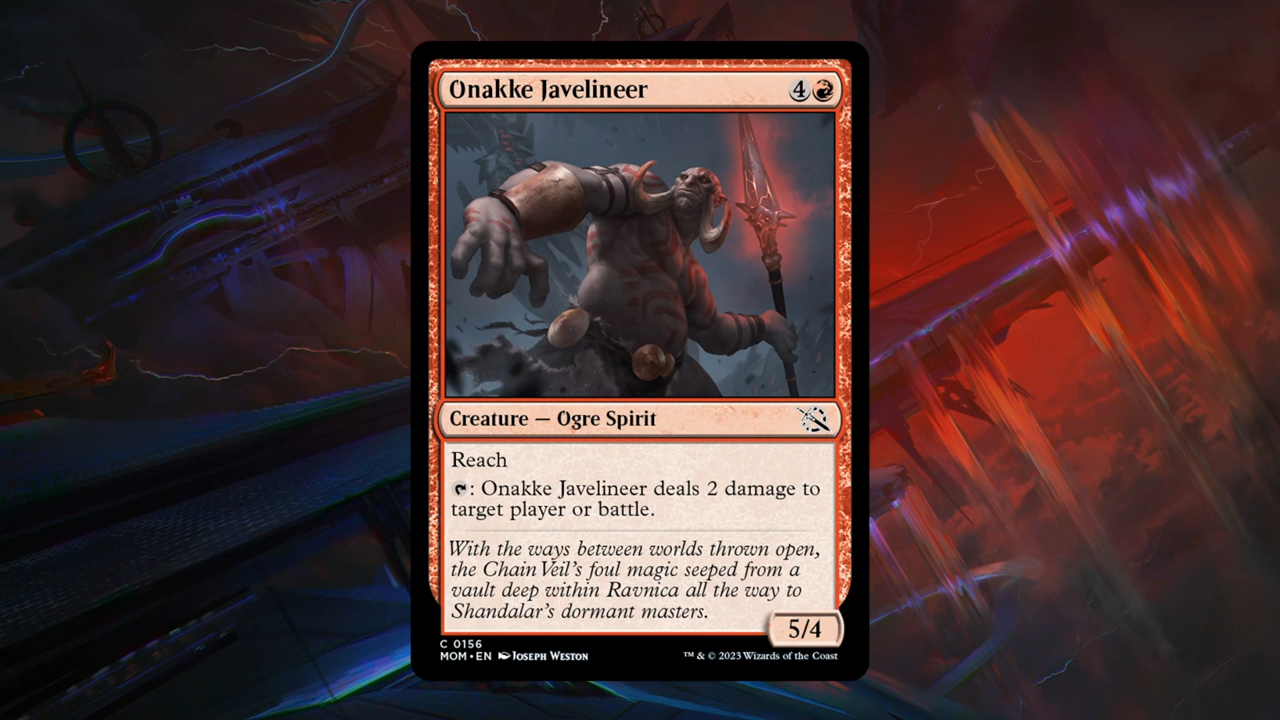 Onakke Javelineer 4
Creature — Ogre Spirit
Reach
: Onakke Javelineer deals 2 damage to
target player or battle.
With the ways between worlds thrown open,
the Chain Veil's foul magic seeped from a
vault deep within Ravnica all the way to
Shandalar's dormant masters.
5/4
C 0156
MOM • EN Joseph Weston
™ & © 2023 Wizards of the Coast